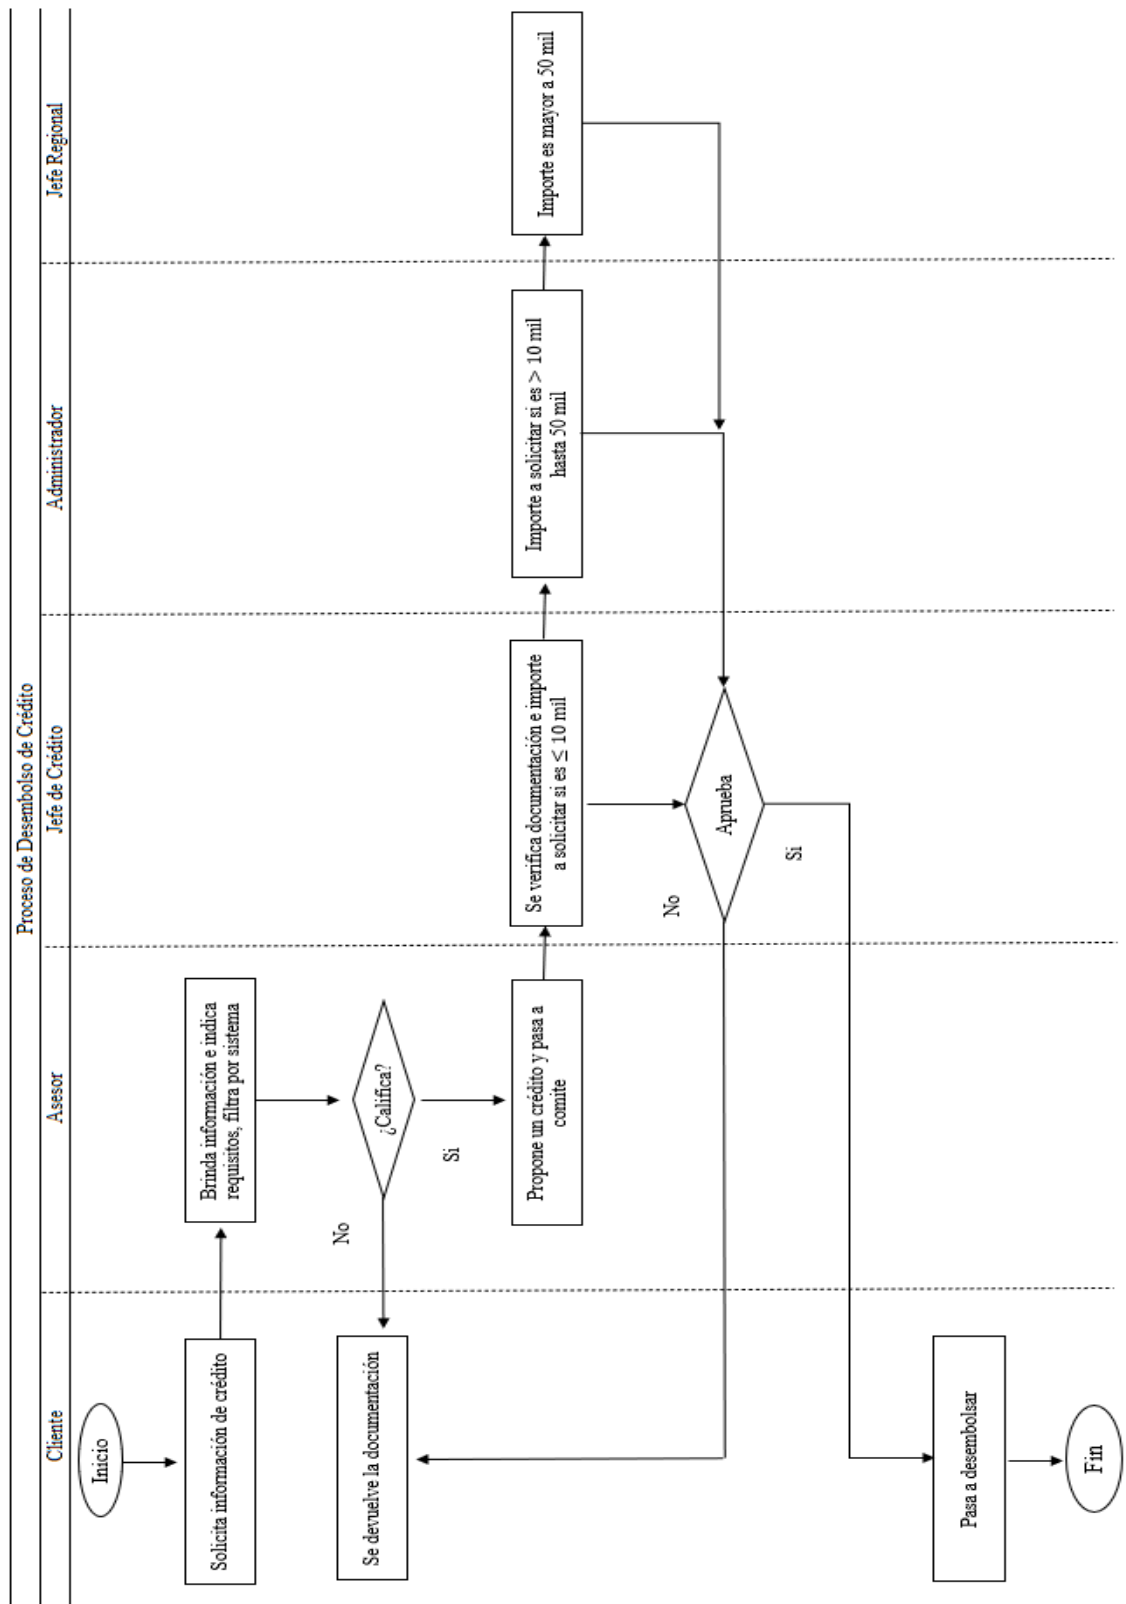 Proceso de Desembolso de Crédito
Cliente
Asesor
Jefe de Crédito
Administrador
Jefe Regional
Inicio
Solicita información de crédito
Brinda información e indica
requisitos, filtra por sistema
Se devuelve la documentación
No
¿Califica?
Si
Propone un crédito y pasa a
comite
Se verifica documentación e importe
a solicitar si es ≤ 10 mil
Importe a solicitar si es > 10 mil
hasta 50 mil
Importe es mayor a 50 mil
No
Aprueba
Si
Pasa a desembolsar
Fin